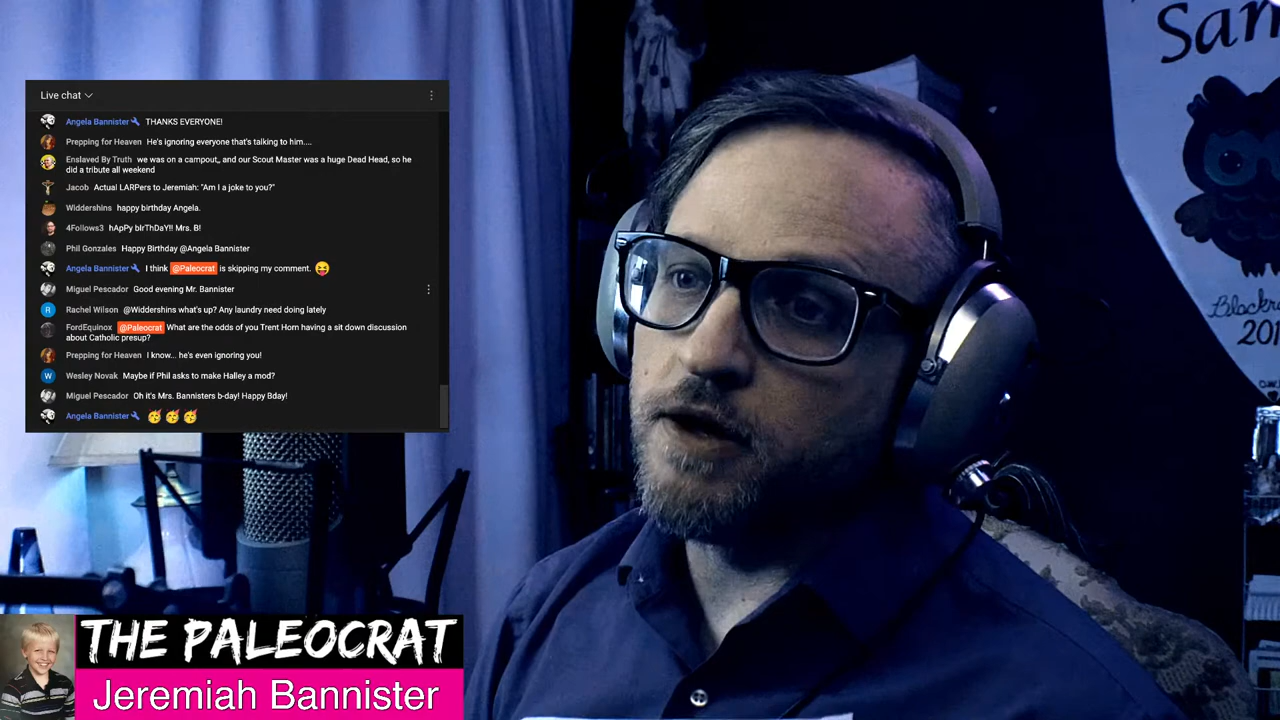 Live chat
Angela Bannister THANKS EVERYONE!
Prepping for Heaven He's ignoring everyone that's talking to him....
Enslaved By Truth we was on a campout,, and our Scout Master was a huge Dead Head, so he
did a tribute all weekend
Jacob Actual LARPers to Jeremiah: "Am I a joke to you?"
Widdershins happy birthday Angela.
4Follows3 hApPy bIrThDaY!! Mrs. B!
Phil Gonzales Happy Birthday @Angela Bannister
Angela Bannister I think @Paleocrat is skipping my comment. 😝
Miguel Pescador Good evening Mr. Bannister
R Rachel Wilson @Widdershins what's up? Any laundry need doing lately
FordEquinox @Paleocrat What are the odds of you Trent Horn having a sit down discussion
about Catholic presup?
Prepping for Heaven I know... he's even ignoring you!
W Wesley Novak Maybe if Phil asks to make Halley a mod?
Miguel Pescador Oh it's Mrs. Bannisters b-day! Happy Bday!
Angela Bannister 🥳🥳🥳
THE PALEOCRAT
Jeremiah Bannister